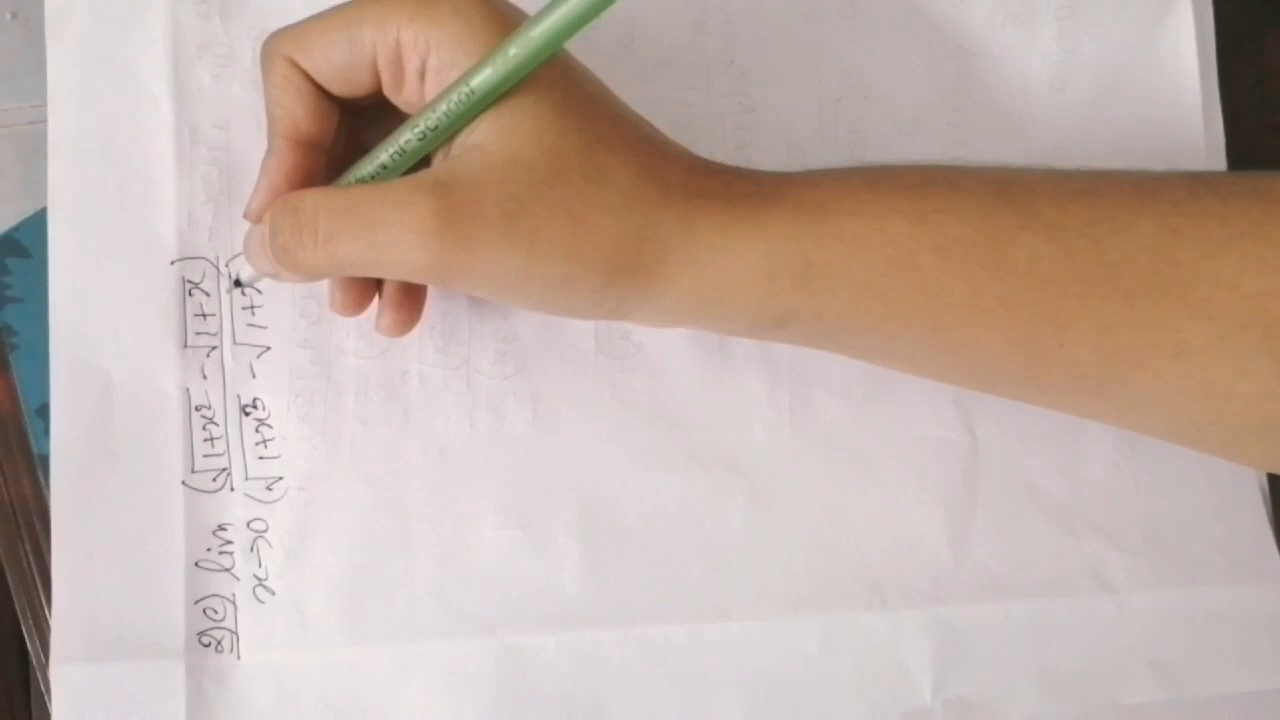 2) c) lim (√1+x² - √1+x)
x→0 (√1+x³ - √1+x)
HI-SCHOOL